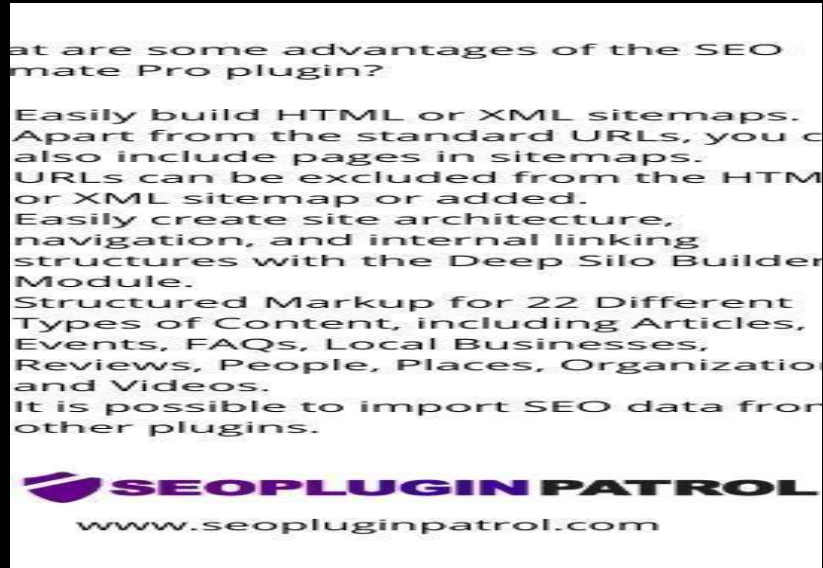 at are some advantages of the SEO
mate Pro plugin?
Easily build HTML or XML sitemaps.
Apart from the standard URLs, you c
also include pages in sitemaps.
URLs can be excluded from the HTM
or XML sitemap or added.
Easily create site architecture,
navigation, and internal linking
structures with the Deep Silo Builder
Module.
Structured Markup for 22 Different
Types of Content, including Articles,
Events, FAQs, Local Businesses,
Reviews, People, Places, Organizatio
and Videos.
It is possible to import SEO data from
other plugins.
SEOPLUGINPATROL
www.seopluginpatrol.com